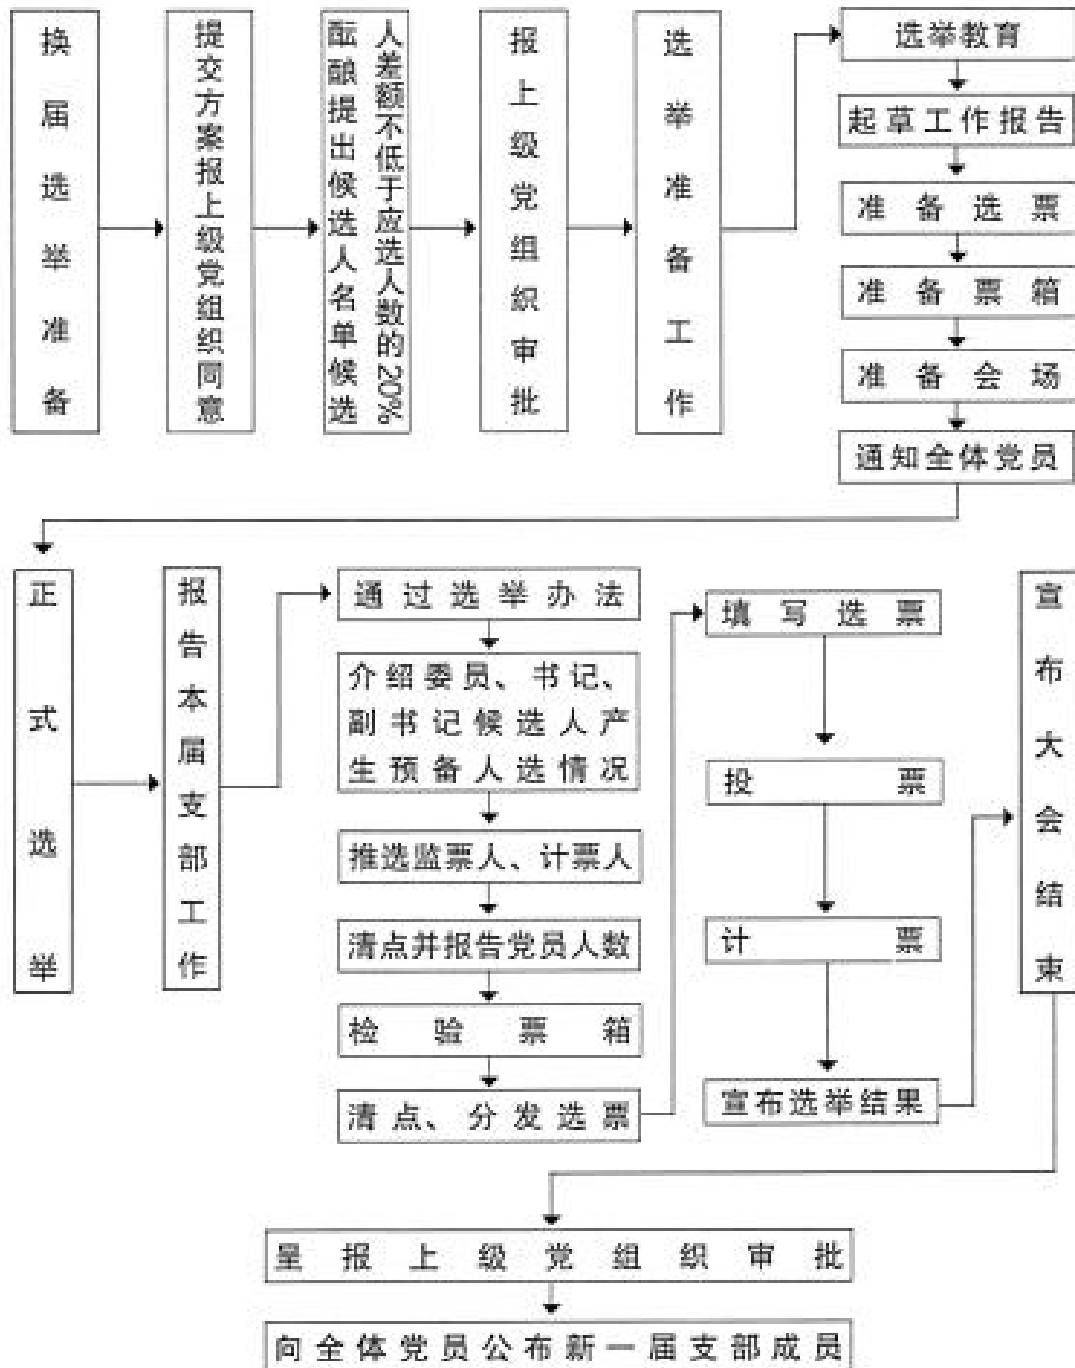 换届选举准备
提交方案报上级党组织同意
酝酿提出候选人名单候选
人差额不低于应选人数的20%
报上级党组织审批
选举准备工作
选举教育
起草工作报告
准备选票
准备票箱
准备会场
通知全体党员
正式选举
报告本届支部工作
通过选举办法
介绍委员、书记、
副书记候选人产
生预备人选情况
推选监票人、计票人
清点并报告党员人数
检验票箱
清点、分发选票
填写选票
投票
计票
宣布选举结果
宣布大会结束
呈报上级党组织审批
向全体党员公布新一届支部成员